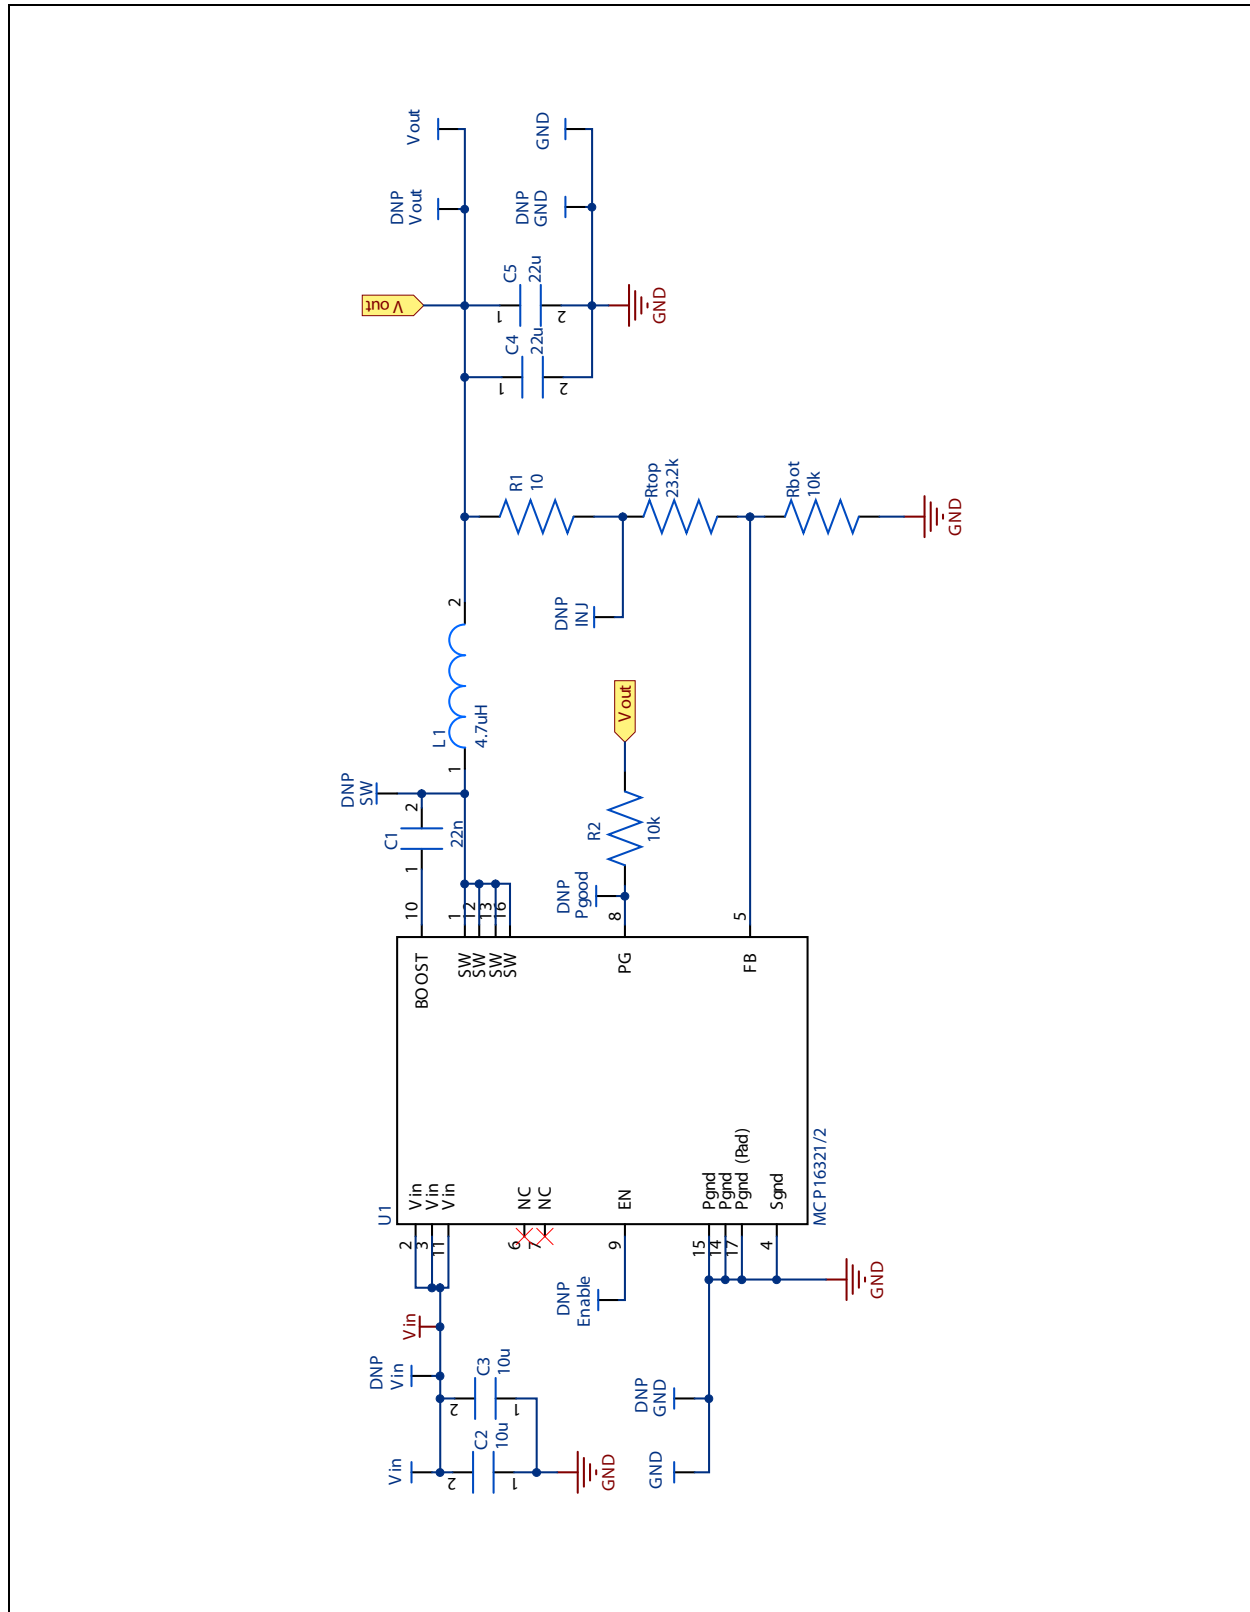 U1
MCP16321/2
Vin
Vin
Vin
2
3
11
NC
NC
6
7
EN
9
Pgnd
Pgnd
Pgnd (Pad)
Sgnd
15
14
17
4
BOOST
10
SW
SW
SW
SW
1
12
13
16
PG
8
FB
5
Vin
DNP
Vin
Vin
C2
10u
2
1
C3
10u
2
1
GND
DNP
Enable
GND
DNP
GND
GND
DNP
SW
C1
22n
1
2
L1
4.7uH
1
2
DNP
Pgood
R2
10k
Vout
DNP
INJ
R1
10
Rtop
23.2k
Rbot
10k
GND
C4
22u
1
2
C5
22u
1
2
Vout
DNP
Vout
Vout
DNP
GND
GND
GND